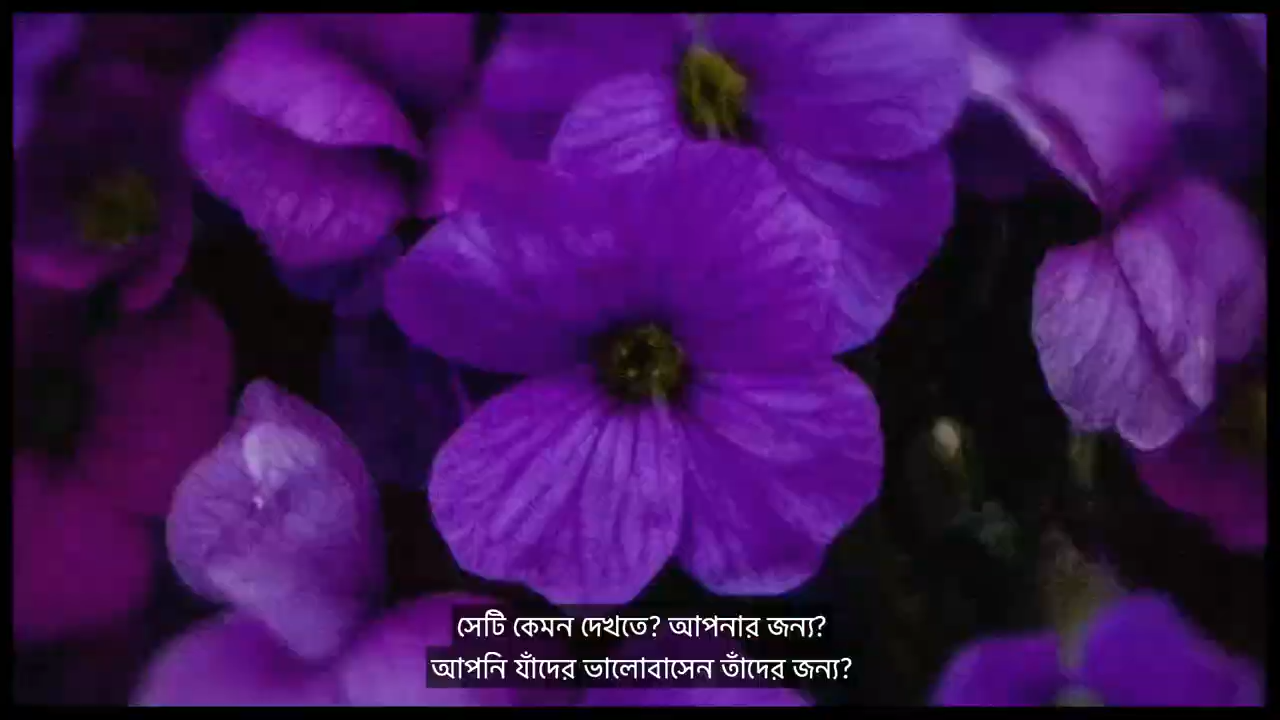 সেটি কেমন দেখতে? আপনার জন্য?
আপনি যাঁদের ভালোবাসেন তাঁদের জন্য?